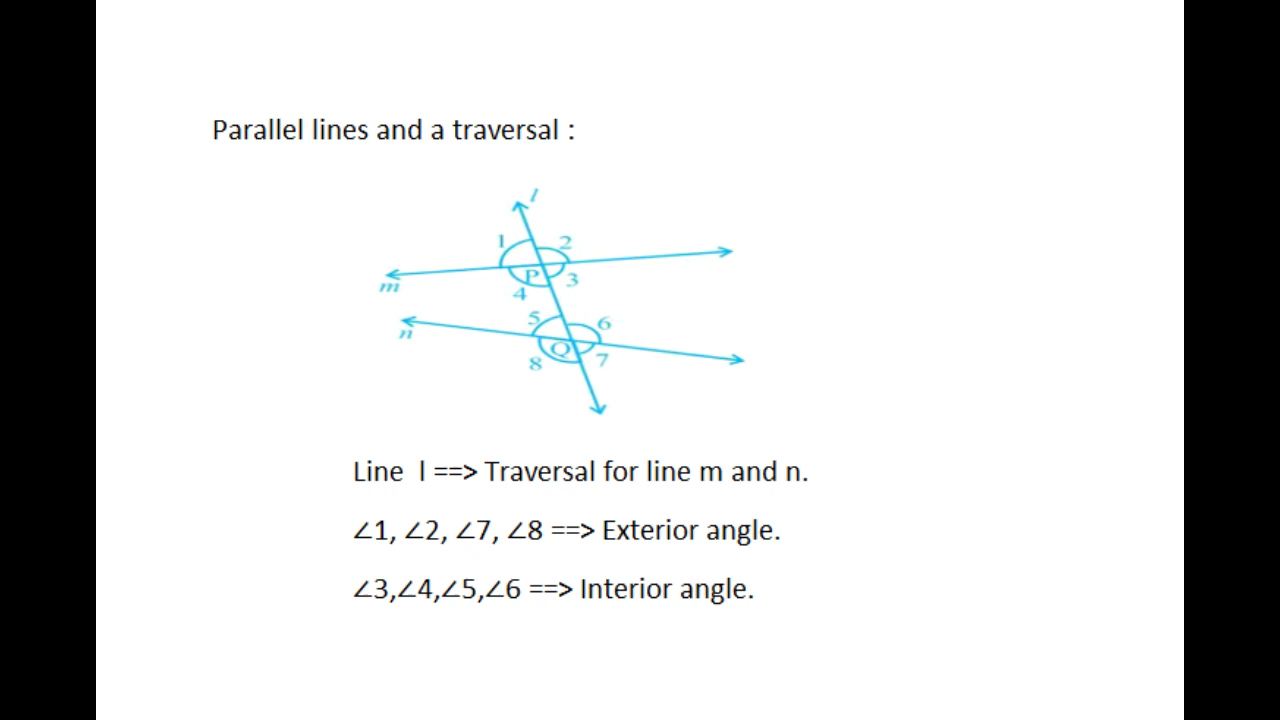 Parallel lines and a traversal :
l
1 2
P 3
m 4
5 6
n Q
8 7
Line l ==> Traversal for line m and n.
∠1, ∠2, ∠7, ∠8 ==> Exterior angle.
∠3,∠4,∠5,∠6 ==> Interior angle.